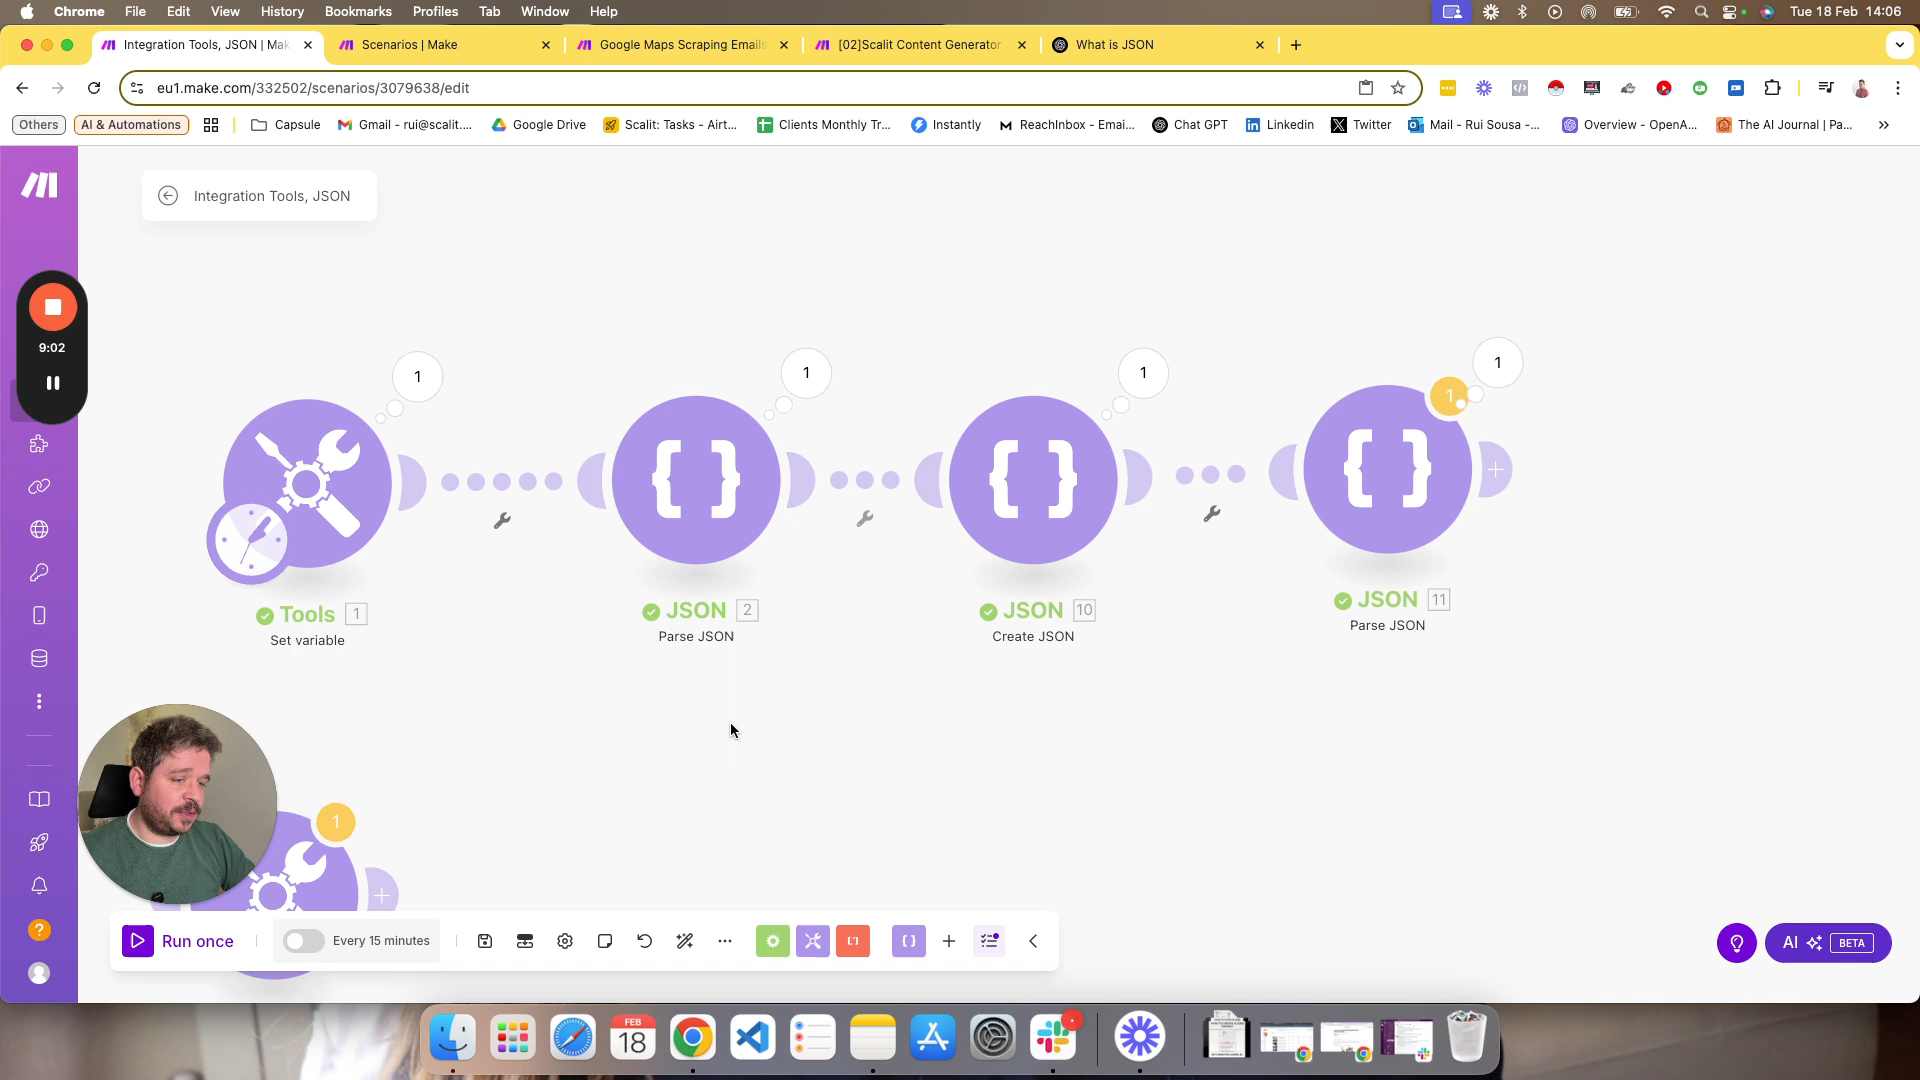 Chrome File Edit View History Bookmarks Profiles Tab Window Help Tue 18 Feb 14:06
Integration Tools, JSON | Mak Scenarios | Make Google Maps Scraping Emails [02]Scalit Content Generator What is JSON
eu1.make.com/332502/scenarios/3079638/edit
Others AI & Automations Capsule Gmail - rui@scalit.... Google Drive Scalit: Tasks - Airt... Clients Monthly Tr... Instantly ReachInbox - Emai... Chat GPT Linkedin Twitter Mail - Rui Sousa -... Overview - OpenA... The AI Journal | Pa...
Integration Tools, JSON
9:02
1
1
1
1
1
Tools 1
Set variable
JSON 2
Parse JSON
JSON 10
Create JSON
JSON 11
Parse JSON
1
Run once Every 15 minutes
AI BETA
FEB
18